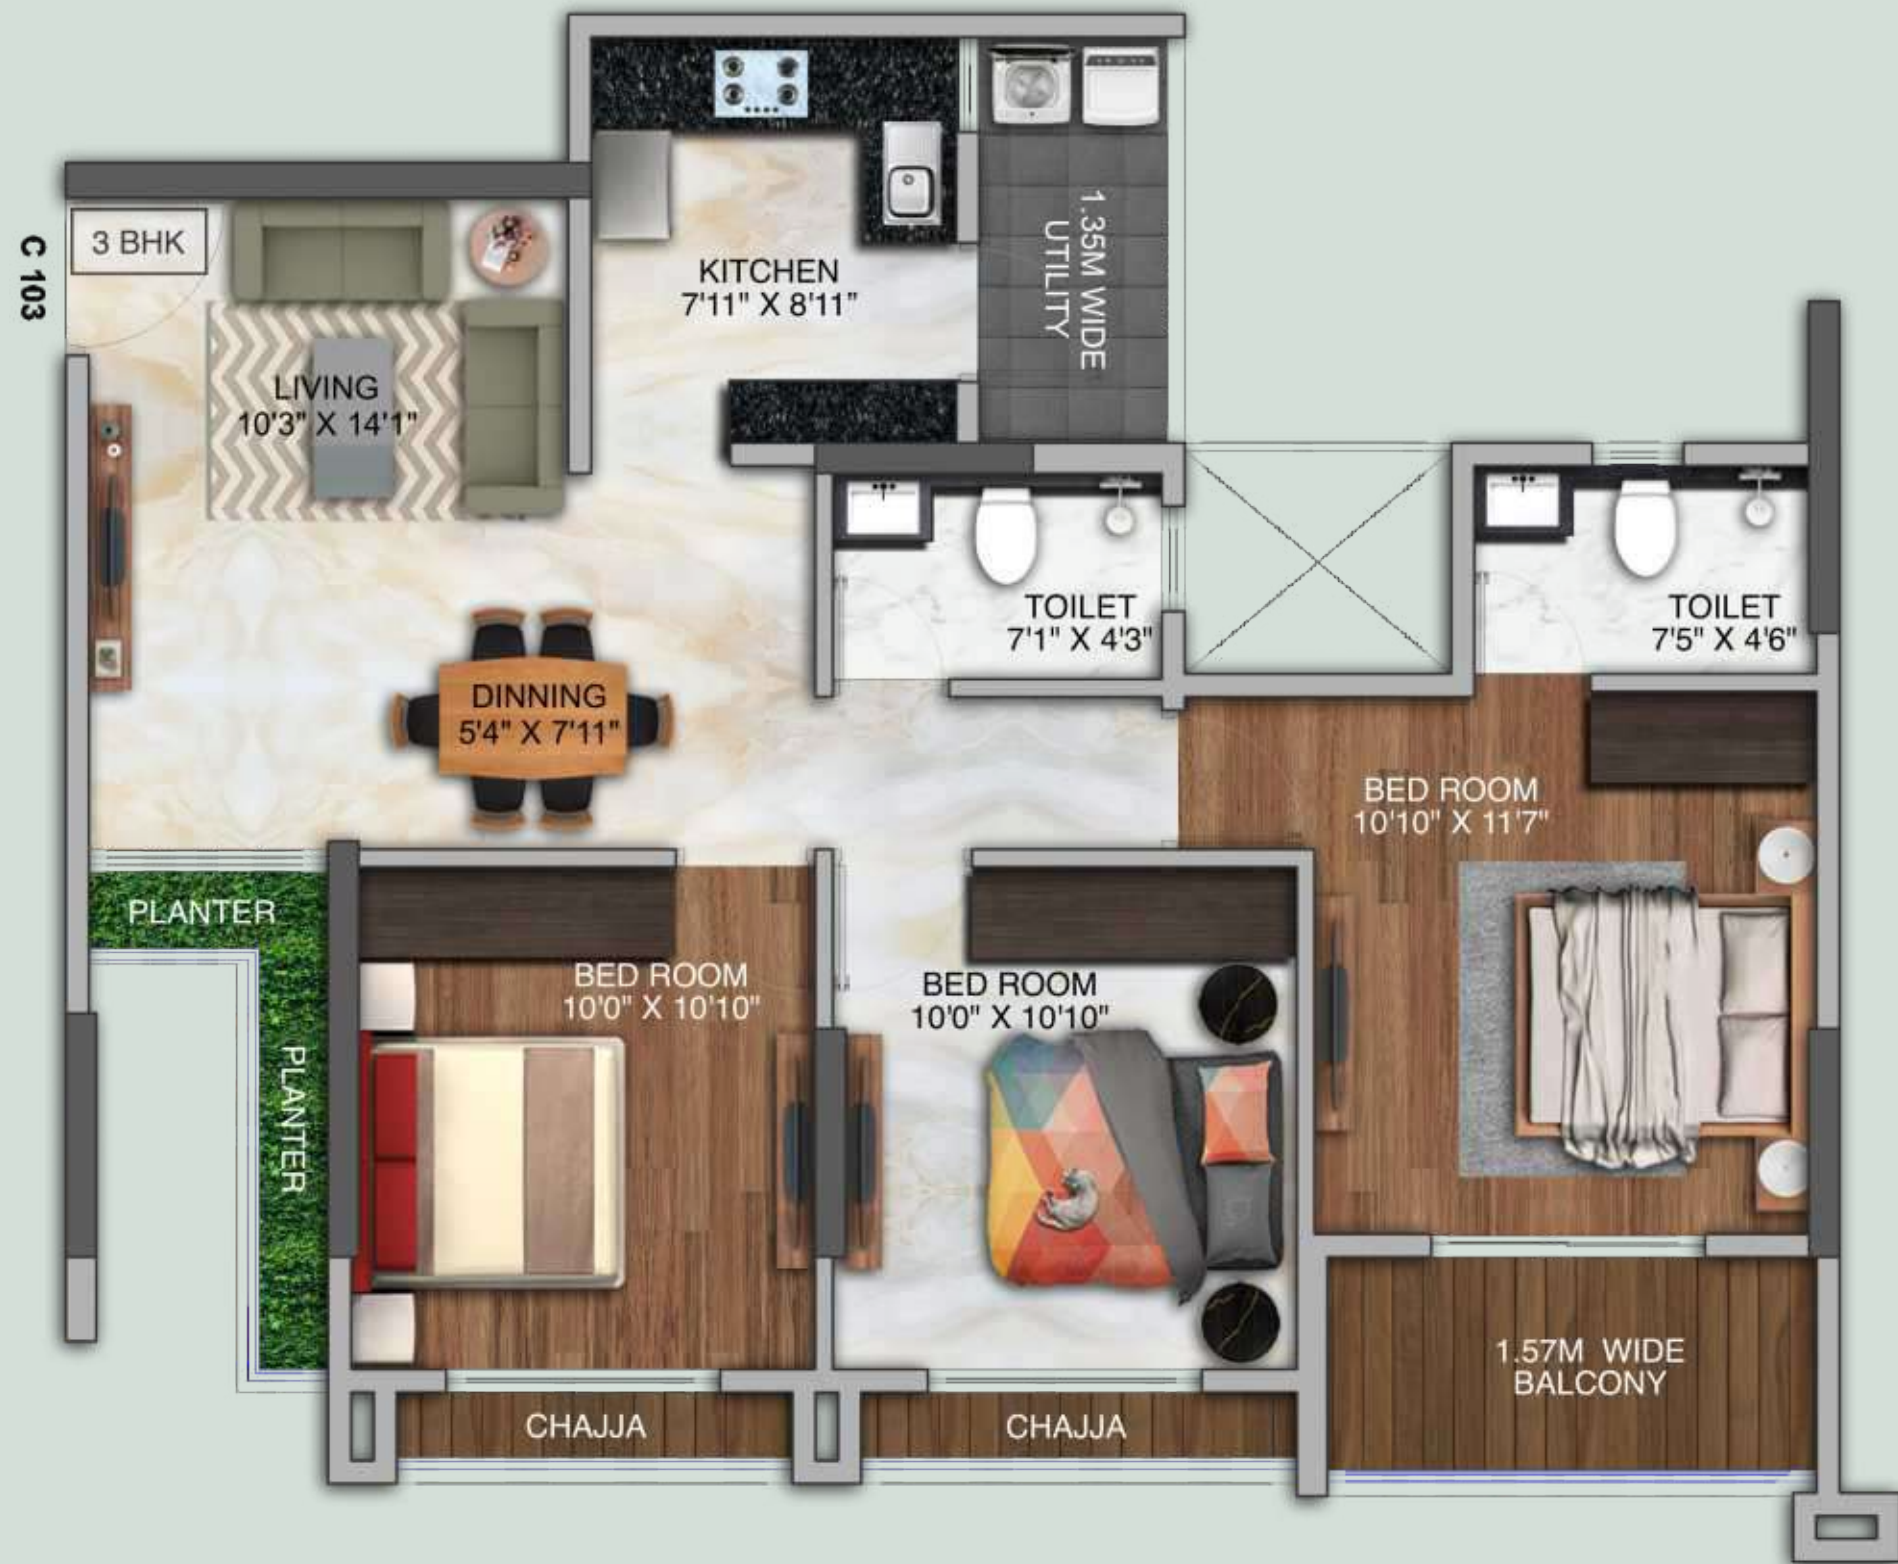 C 103
3 BHK
KITCHEN
7'11" X 8'11"
1.35M WIDE
UTILITY
LIVING
10'3" X 14'1"
TOILET
7'1" X 4'3"
TOILET
7'5" X 4'6"
DINNING
5'4" X 7'11"
BED ROOM
10'10" X 11'7"
PLANTER
PLANTER
BED ROOM
10'0" X 10'10"
BED ROOM
10'0" X 10'10"
1.57M WIDE
BALCONY
CHAJJA
CHAJJA